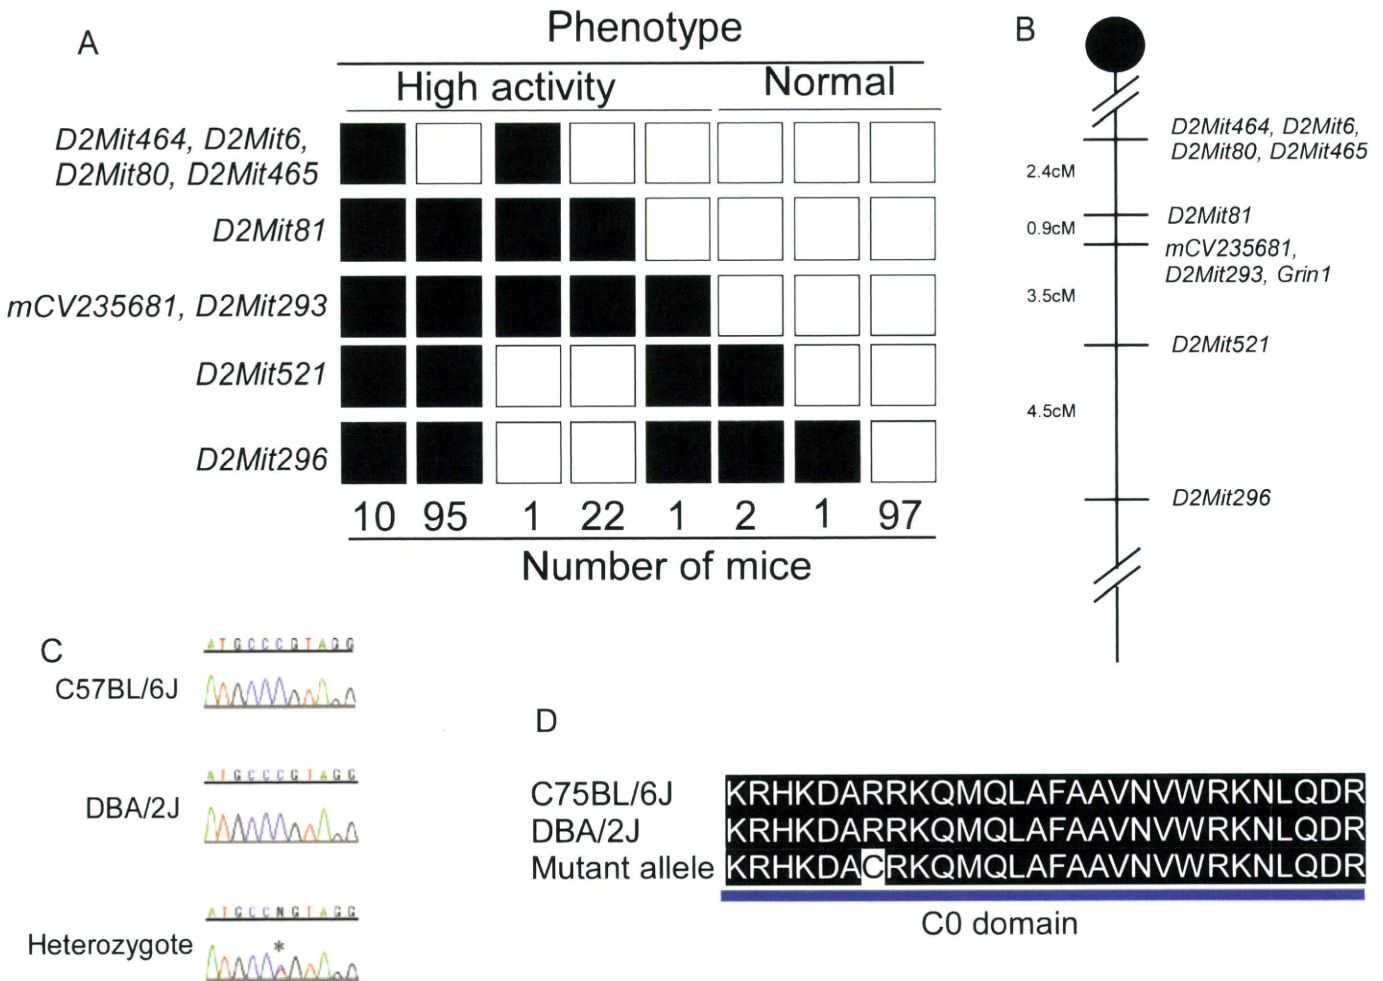 A
Phenotype
High activity
Normal
D2Mit464, D2Mit6,
D2Mit80, D2Mit465
D2Mit81
mCV235681, D2Mit293
D2Mit521
D2Mit296
10 95 1 22 1 2 1 97
Number of mice
B
D2Mit464, D2Mit6,
D2Mit80, D2Mit465
2.4cM
D2Mit81
0.9cM
mCV235681,
D2Mit293, Grin1
3.5cM
D2Mit521
4.5cM
D2Mit296
C
ATGCCCGTAGG
C57BL/6J
ATGCCCGTAGG
DBA/2J
ATGCCNGTAGG
Heterozygote *
D
C75BL/6J KRHKDARRKQMQLAFAAVNVWRKNLQDR
DBA/2J KRHKDARRKQMQLAFAAVNVWRKNLQDR
Mutant allele KRHKDACRKQMQLAFAAVNVWRKNLQDR
C0 domain